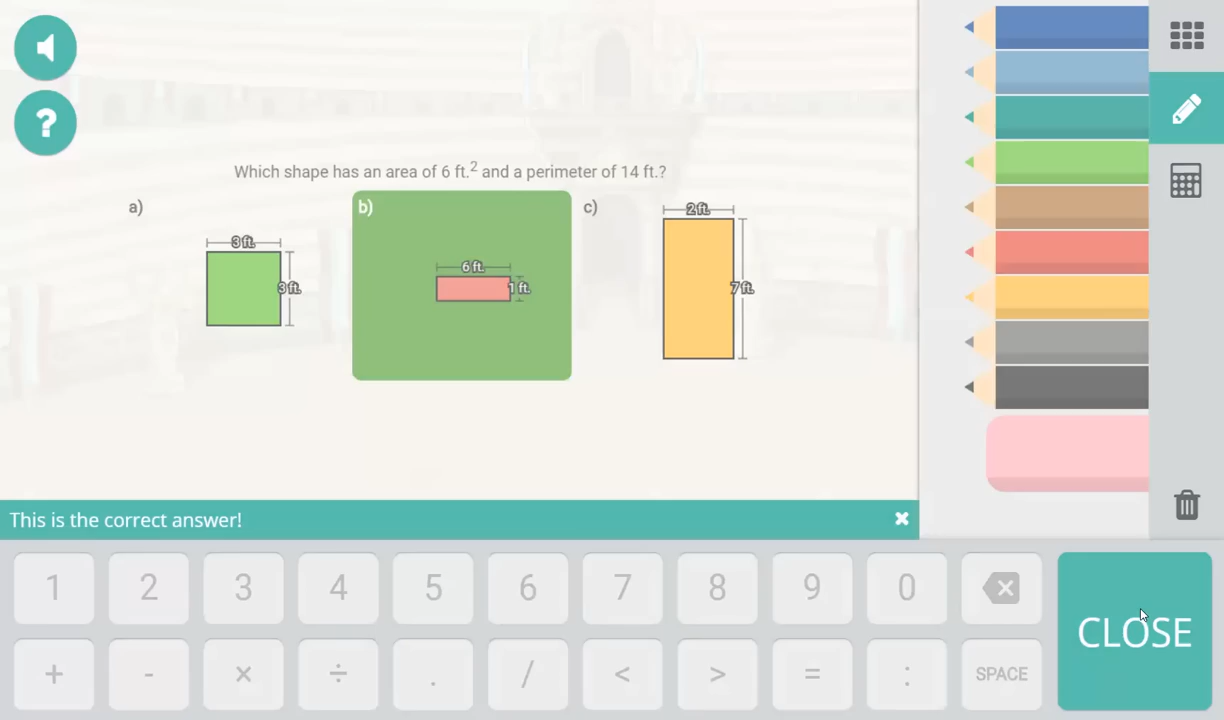 ?
Which shape has an area of 6 ft.² and a perimeter of 14 ft.?
a)
3 ft.
3 ft.
b)
6 ft.
1 ft.
c)
2 ft.
7 ft.
This is the correct answer!
1 2 3 4 5 6 7 8 9 0
+ - × ÷ . / < > = : SPACE
CLOSE